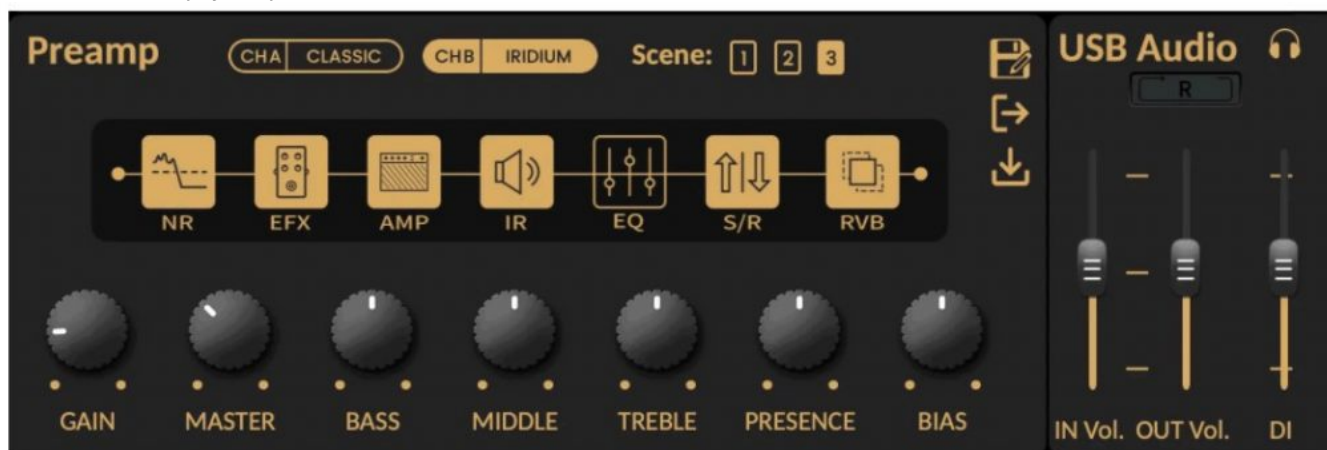 Preamp
CHA CLASSIC
CHB IRIDIUM
Scene: 1 2 3
USB Audio
R
NR EFX AMP IR EQ S/R RVB
GAIN MASTER BASS MIDDLE TREBLE PRESENCE BIAS
IN Vol. OUT Vol. DI